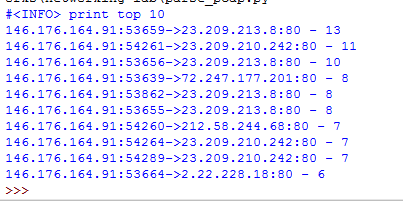 #<INFO> print top 10
146.176.164.91:53659->23.209.213.8:80 - 13
146.176.164.91:54261->23.209.210.242:80 - 11
146.176.164.91:53656->23.209.213.8:80 - 10
146.176.164.91:53639->72.247.177.201:80 - 8
146.176.164.91:53862->23.209.213.8:80 - 8
146.176.164.91:53655->23.209.213.8:80 - 8
146.176.164.91:54260->212.58.244.68:80 - 7
146.176.164.91:54264->23.209.210.242:80 - 7
146.176.164.91:54289->23.209.210.242:80 - 7
146.176.164.91:53664->2.22.228.18:80 - 6
>>>